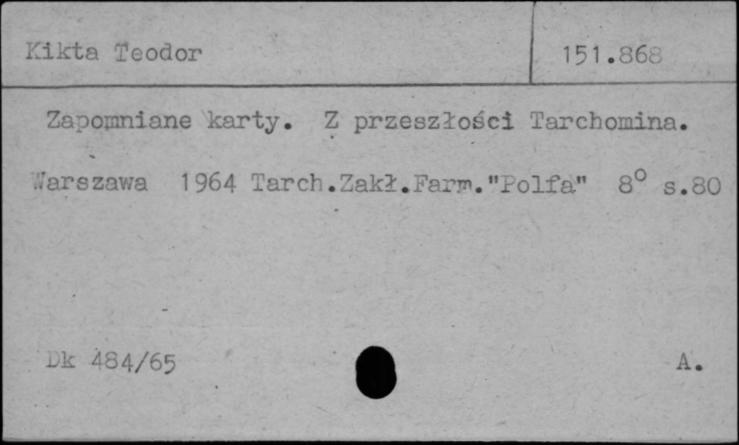 Kikta Teodor 151.868
Zapomniane karty. Z przeszłości Tarchomina.
Warszawa 1964 Tarch.Zakł.Farm."Polfa" 8° s.80
Dk 484/65 A.